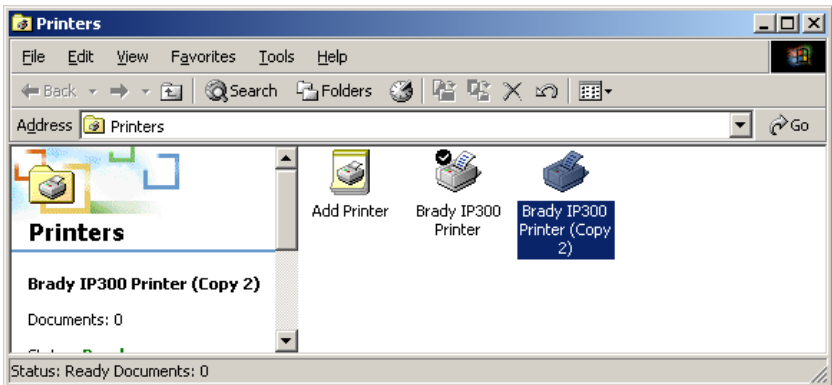 Printers
File Edit View Favorites Tools Help
Back Search Folders
Address Printers Go
Printers
Brady IP300 Printer (Copy 2)
Documents: 0
Add Printer
Brady IP300
Printer
Brady IP300
Printer (Copy
2)
Status: Ready Documents: 0